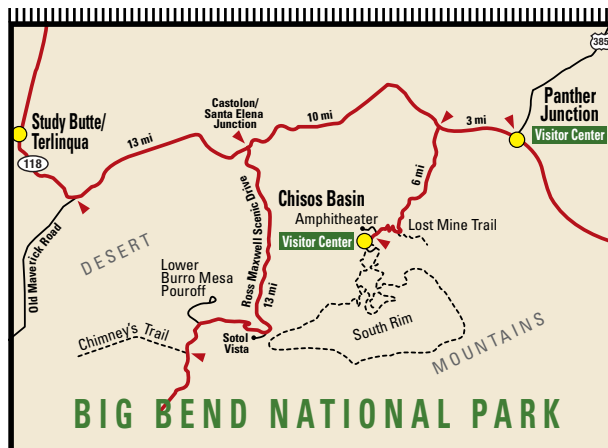 385
Panther
Junction
Visitor Center
3 mi
10 mi
Castolon/
Santa Elena
Junction
13 mi
Study Butte/
Terlinqua
118
6 mi
Chisos Basin
Amphitheater
Visitor Center
Lost Mine Trail
Old Maverick Road
DESERT
Ross Maxwell Scenic Drive
13 mi
Lower
Burro Mesa
Pouroff
Chimney's Trail
Sotol
Vista
South Rim
MOUNTAINS
BIG BEND NATIONAL PARK